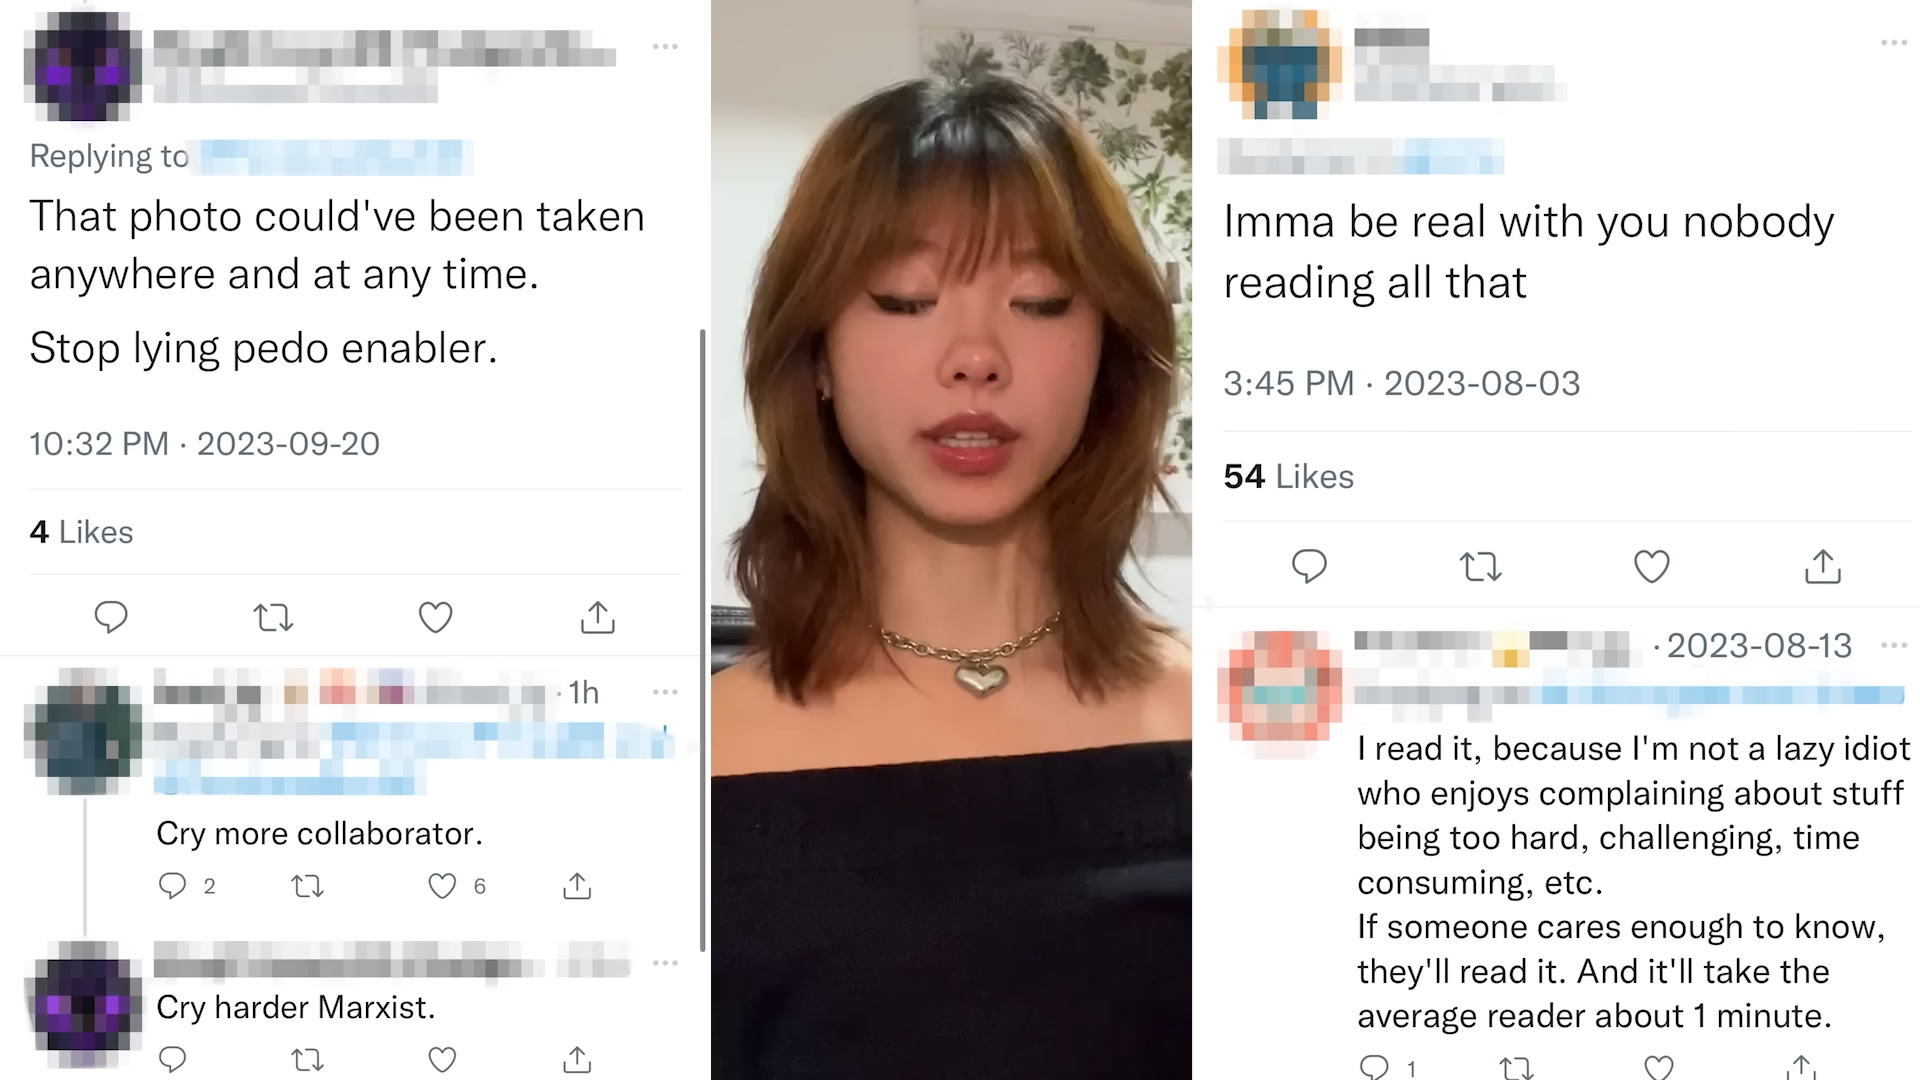 Replying to
That photo could've been taken
anywhere and at any time.
Stop lying pedo enabler.
10:32 PM · 2023-09-20
4 Likes
· 1h
Cry more collaborator.
2 6
Cry harder Marxist.
Imma be real with you nobody
reading all that
3:45 PM · 2023-08-03
54 Likes
· 2023-08-13
I read it, because I'm not a lazy idiot
who enjoys complaining about stuff
being too hard, challenging, time
consuming, etc.
If someone cares enough to know,
they'll read it. And it'll take the
average reader about 1 minute.
1